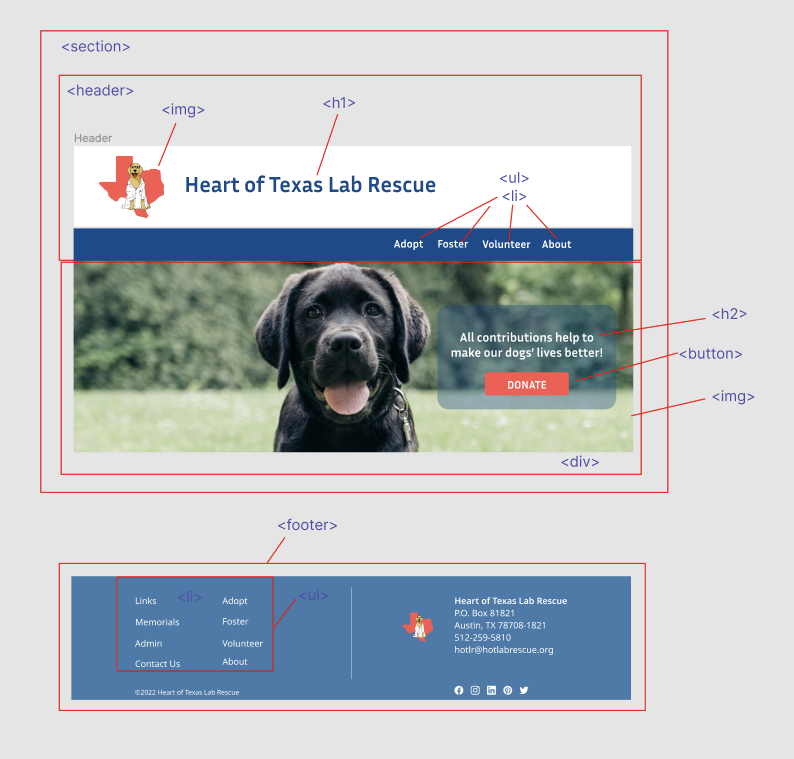 <section>
<header>
<img>
<h1>
Header
Heart of Texas Lab Rescue
<ul>
<li>
Adopt Foster Volunteer About
<h2>
All contributions help to
make our dogs' lives better!
<button>
DONATE
<img>
<div>
<footer>
Links <li> Adopt <ul>
Memorials Foster
Admin Volunteer
Contact Us About
©2022 Heart of Texas Lab Rescue
Heart of Texas Lab Rescue
P.O. Box 81821
Austin, TX 78708-1821
512-259-5810
hotlr@hotlabrescue.org